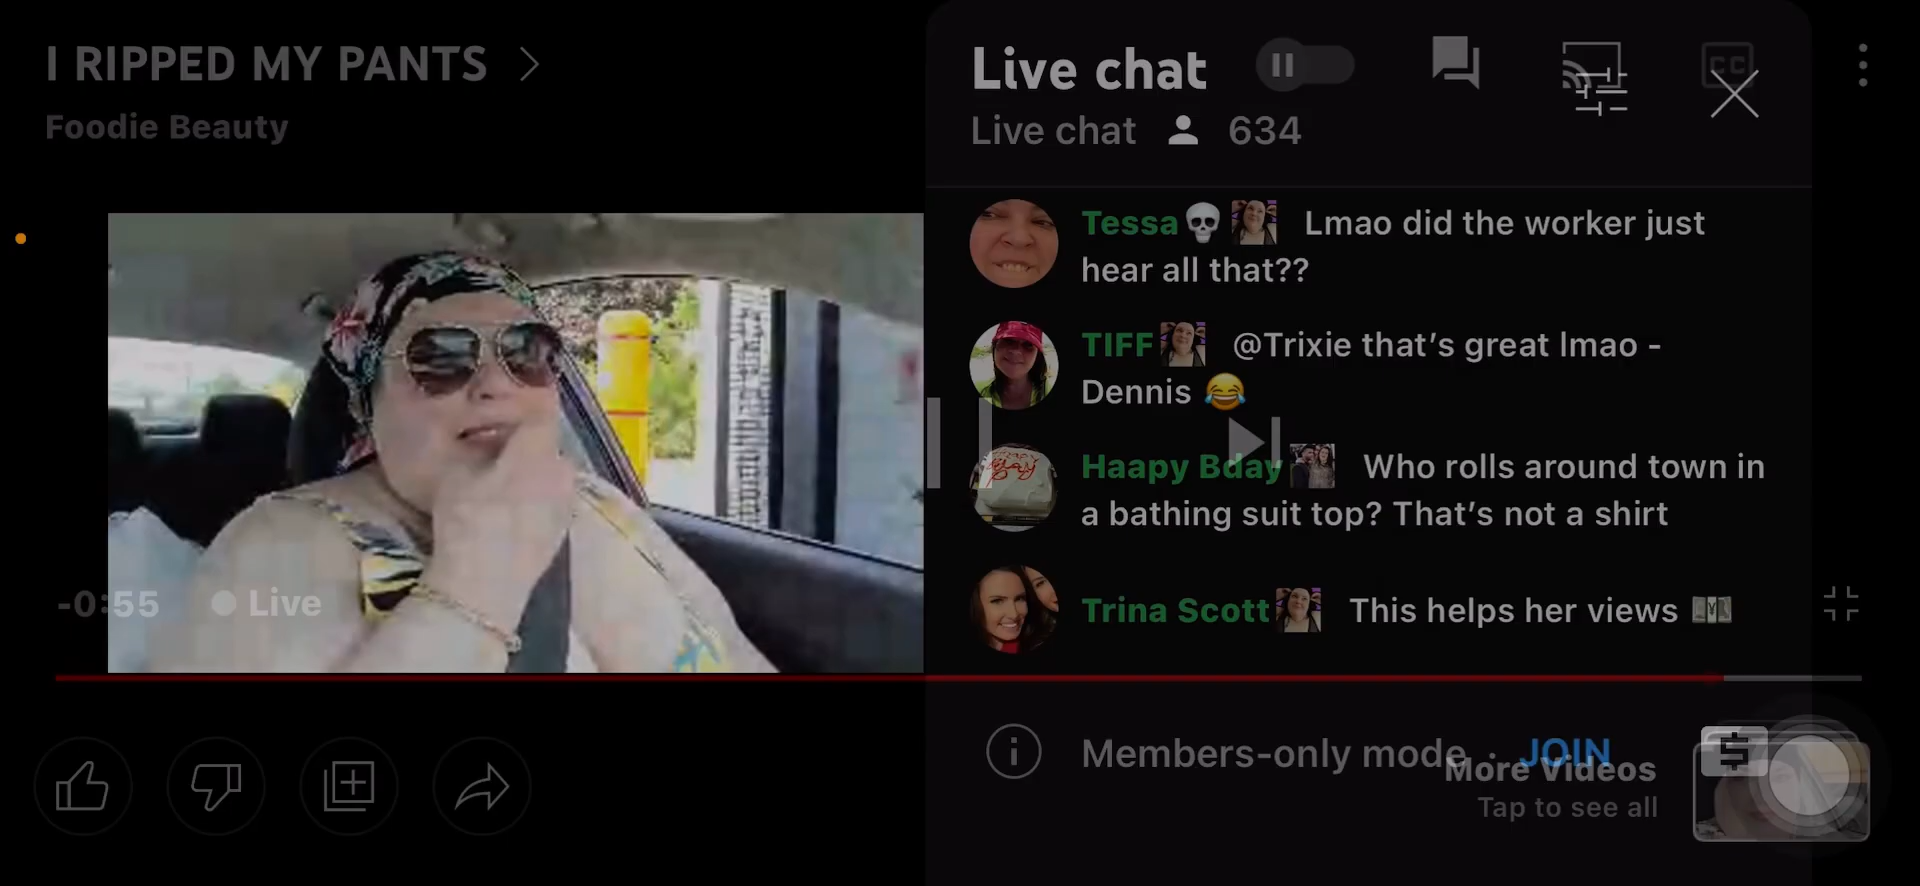 I RIPPED MY PANTS
Foodie Beauty
Live chat
Live chat 634
CC
Tessa💀 Lmao did the worker just
hear all that??
TIFF @Trixie that’s great lmao -
Dennis 😂
Haapy Bday Who rolls around town in
a bathing suit top? That’s not a shirt
Trina Scott This helps her views 💵
-0:55 Live
Members-only mode · JOIN
More Videos
Tap to see all